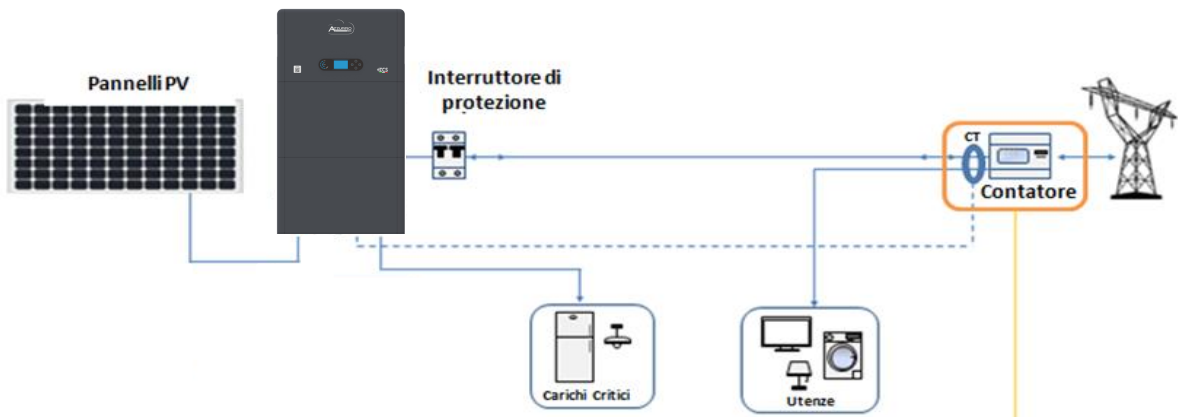 Pannelli PV
Interruttore di
protezione
CT
Contatore
Carichi Critici
Utenze